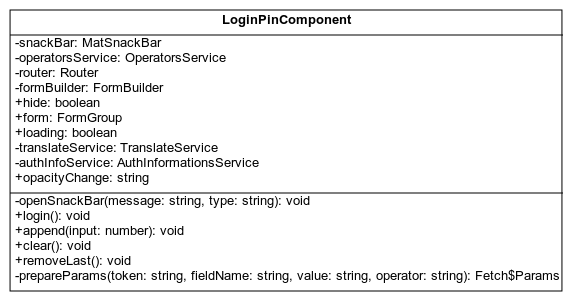 LoginPinComponent
-snackBar: MatSnackBar
-operatorsService: OperatorsService
-router: Router
-formBuilder: FormBuilder
+hide: boolean
+form: FormGroup
+loading: boolean
-translateService: TranslateService
-authInfoService: AuthInformationsService
+opacityChange: string
-openSnackBar(message: string, type: string): void
+login(): void
+append(input: number): void
+clear(): void
+removeLast(): void
-prepareParams(token: string, fieldName: string, value: string, operator: string): Fetch$Params